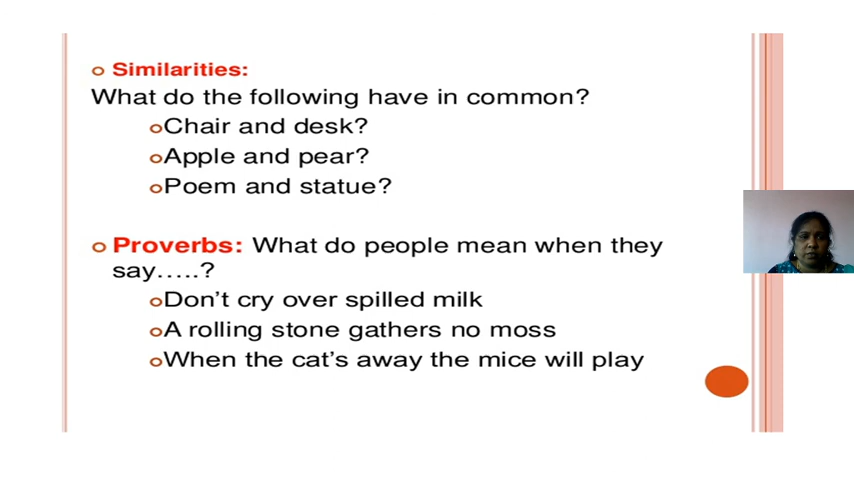 Similarities:
What do the following have in common?
Chair and desk?
Apple and pear?
Poem and statue?
Proverbs: What do people mean when they
say…..?
Don't cry over spilled milk
A rolling stone gathers no moss
When the cat's away the mice will play